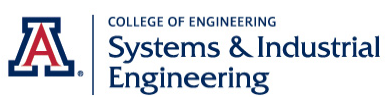 COLLEGE OF ENGINEERING
A Systems & Industrial
® Engineering